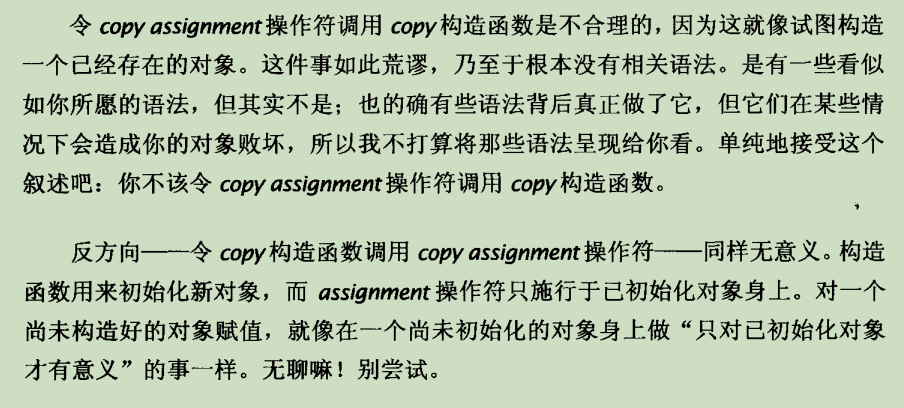 令 copy assignment 操作符调用 copy 构造函数是不合理的，因为这就像试图构造
一个已经存在的对象。这件事如此荒谬，乃至于根本没有相关语法。是有一些看似
如你所愿的语法，但其实不是；也的确有些语法背后真正做了它，但它们在某些情
况下会造成你的对象败坏，所以我不打算将那些语法呈现给你看。单纯地接受这个
叙述吧：你不该令 copy assignment 操作符调用 copy 构造函数。
反方向——令 copy 构造函数调用 copy assignment 操作符——同样无意义。构造
函数用来初始化新对象，而 assignment 操作符只施行于已初始化对象身上。对一个
尚未构造好的对象赋值，就像在一个尚未初始化的对象身上做“只对已初始化对象
才有意义”的事一样。无聊嘛！别尝试。